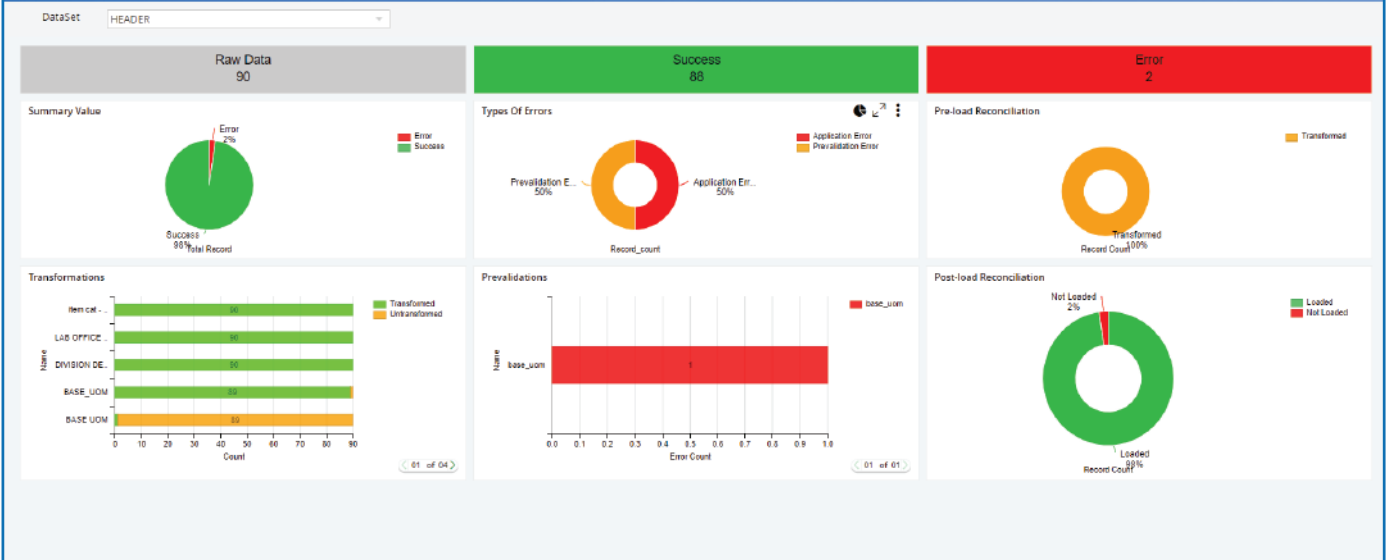 DataSet HEADER
Raw Data
90
Success
88
Error
2
Summary Value
Error
2%
Error
Success
Success
98%
Total Record
Types Of Errors
Application Error
Prevalidation Error
Prevalidation E...
50%
Application Err...
50%
Record_count
Pre-load Reconciliation
Transformed
Transformed
100%
Record Count
Transformations
Transformed
Untransformed
Name
item cat - ..
90
LAB OFFICE ..
90
DIVISION DE..
90
BASE_UOM
89
BASE UOM
89
0 10 20 30 40 50 60 70 80 90
Count
01 of 04
Prevalidations
base_uom
Name
base_uom
1
0.0 0.1 0.2 0.3 0.4 0.5 0.6 0.7 0.8 0.9 1.0
Error Count
01 of 01
Post-load Reconciliation
Not Loaded
2%
Loaded
Not Loaded
Loaded
98%
Record Count